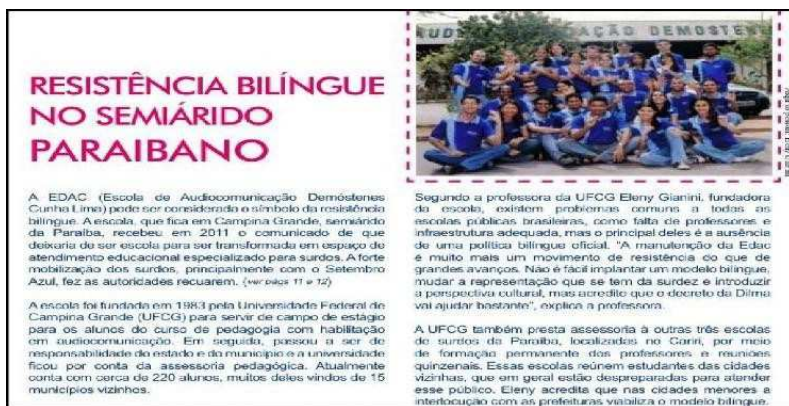 RESISTÊNCIA BILÍNGUE
NO SEMIÁRIDO
PARAIBANO
A EDAC (Escola de Audiocomunicação Demóstenes
Cunha Lima) pode ser considerada o símbolo da resistência
bilíngue. A escola, que fica em Campina Grande, semiárido
da Paraíba, recebeu em 2011 o comunicado de que
deixaria de ser escola para ser transformada em espaço de
atendimento educacional especializado para surdos. A forte
mobilização dos surdos, principalmente com o Setembro
Azul, fez as autoridades recuarem. (ver págs 11 e 12)
A escola foi fundada em 1983 pela Universidade Federal de
Campina Grande (UFCG) para servir de campo de estágio
para os alunos do curso de pedagogia com habilitação
em audiocomunicação. Em seguida, passou a ser de
responsabilidade do estado e do município e a universidade
ficou por conta da assessoria pedagógica. Atualmente
conta com cerca de 220 alunos, muitos deles vindos de 15
municípios vizinhos.
AUD AÇÃO DEMOSTEN
Segundo a professora da UFCG Eleny Gianini, fundadora
da escola, existem problemas comuns a todas as
escolas públicas brasileiras, como falta de professores e
infraestrutura adequada, mas o principal deles é a ausência
de uma política bilíngue oficial. "A manutenção da Edac
é muito mais um movimento de resistência do que de
grandes avanços. Não é fácil implantar um modelo bilíngue,
mudar a representação que se tem da surdez e introduzir
a perspectiva cultural, mas acredito que o decreto da Dilma
vai ajudar bastante", explica a professora.
A UFCG também presta assessoria à outras três escolas
de surdos da Paraíba, localizadas no Cariri, por meio
de formação permanente dos professores e reuniões
quinzenais. Essas escolas reúnem estudantes das cidades
vizinhas, que em geral estão despreparadas para atender
esse público. Eleny acredita que nas cidades menores a
interlocução com as prefeituras viabiliza o modelo bilíngue.